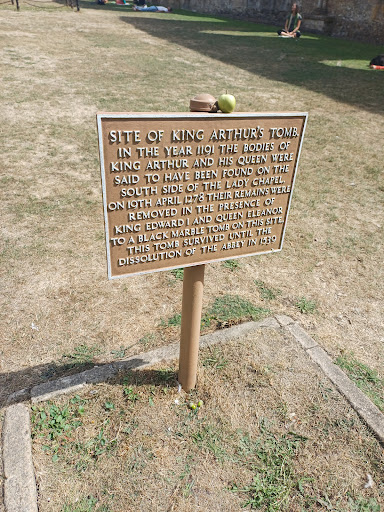 SITE OF KING ARTHUR'S TOMB
IN THE YEAR 1191 THE BODIES OF
KING ARTHUR AND HIS QUEEN WERE
SAID TO HAVE BEEN FOUND ON THE
SOUTH SIDE OF THE LADY CHAPEL.
ON 19TH APRIL 1278 THEIR REMAINS WERE
REMOVED IN THE PRESENCE OF
KING EDWARD I AND QUEEN ELEANOR
TO A BLACK MARBLE TOMB ON THIS SITE
THIS TOMB SURVIVED UNTIL THE
DISSOLUTION OF THE ABBEY IN 1539